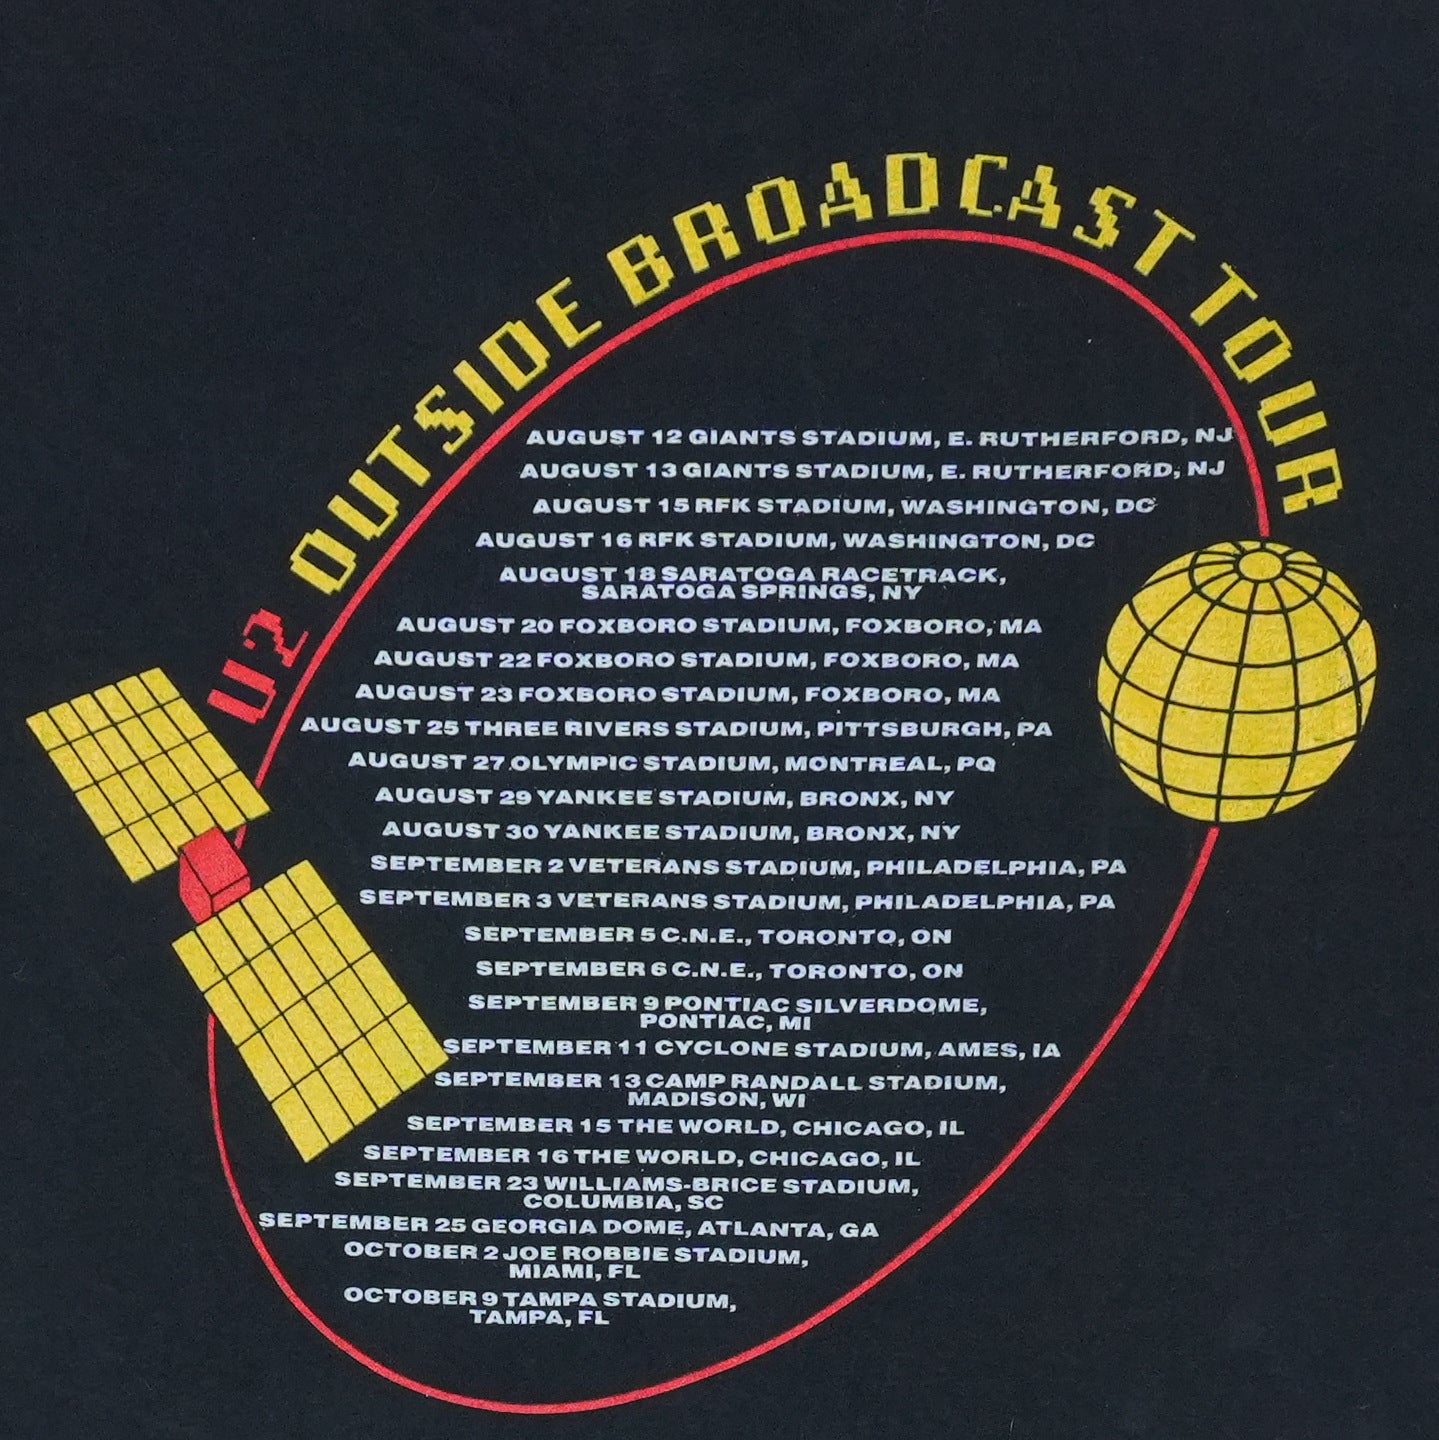 U2 OUTSIDE BROADCAST TOUR
AUGUST 12 GIANTS STADIUM, E. RUTHERFORD, NJ
AUGUST 13 GIANTS STADIUM, E. RUTHERFORD, NJ
AUGUST 15 RFK STADIUM, WASHINGTON, DC
AUGUST 16 RFK STADIUM, WASHINGTON, DC
AUGUST 18 SARATOGA RACETRACK,
SARATOGA SPRINGS, NY
AUGUST 20 FOXBORO STADIUM, FOXBORO, MA
AUGUST 22 FOXBORO STADIUM, FOXBORO, MA
AUGUST 23 FOXBORO STADIUM, FOXBORO, MA
AUGUST 25 THREE RIVERS STADIUM, PITTSBURGH, PA
AUGUST 27 OLYMPIC STADIUM, MONTREAL, PQ
AUGUST 29 YANKEE STADIUM, BRONX, NY
AUGUST 30 YANKEE STADIUM, BRONX, NY
SEPTEMBER 2 VETERANS STADIUM, PHILADELPHIA, PA
SEPTEMBER 3 VETERANS STADIUM, PHILADELPHIA, PA
SEPTEMBER 5 C.N.E., TORONTO, ON
SEPTEMBER 6 C.N.E., TORONTO, ON
SEPTEMBER 9 PONTIAC SILVERDOME,
PONTIAC, MI
SEPTEMBER 11 CYCLONE STADIUM, AMES, IA
SEPTEMBER 13 CAMP RANDALL STADIUM,
MADISON, WI
SEPTEMBER 15 THE WORLD, CHICAGO, IL
SEPTEMBER 16 THE WORLD, CHICAGO, IL
SEPTEMBER 23 WILLIAMS-BRICE STADIUM,
COLUMBIA, SC
SEPTEMBER 25 GEORGIA DOME, ATLANTA, GA
OCTOBER 2 JOE ROBBIE STADIUM,
MIAMI, FL
OCTOBER 9 TAMPA STADIUM,
TAMPA, FL